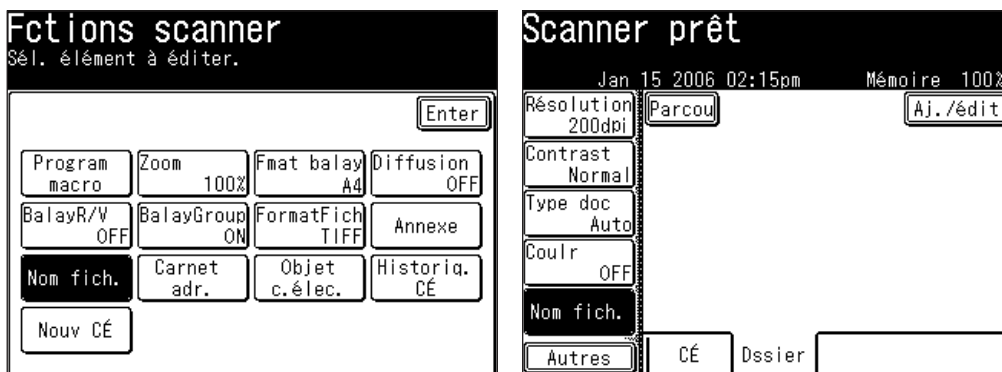 Fctions scanner
Sél. élément à éditer.
Enter
Program macro
Zoom 100%
Fmat balay A4
Diffusion OFF
BalayR/V OFF
BalayGroup ON
FormatFich TIFF
Annexe
Nom fich.
Carnet adr.
Objet c.élec.
Historiq. CÉ
Nouv CÉ
Scanner prêt
Jan 15 2006 02:15pm Mémoire 100%
Résolution 200dpi
Parcou
Aj./édit
Contrast Normal
Type doc Auto
Coulr OFF
Nom fich.
Autres
CÉ
Dssier